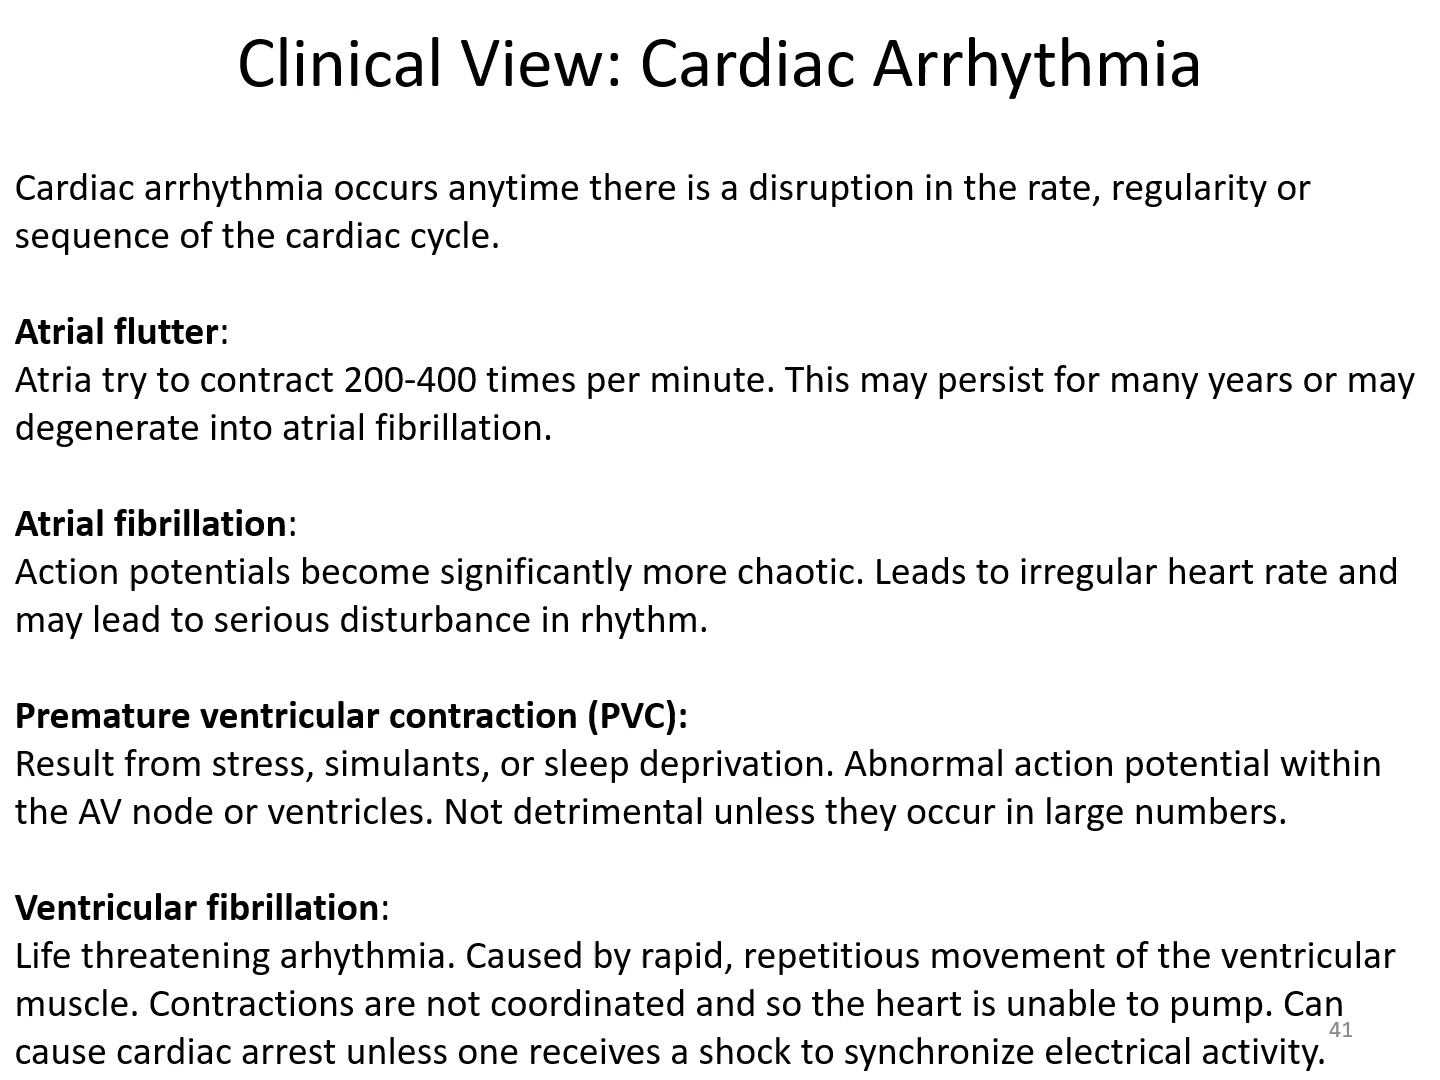 Clinical View: Cardiac Arrhythmia
Cardiac arrhythmia occurs anytime there is a disruption in the rate, regularity or
sequence of the cardiac cycle.
Atrial flutter:
Atria try to contract 200-400 times per minute. This may persist for many years or may
degenerate into atrial fibrillation.
Atrial fibrillation:
Action potentials become significantly more chaotic. Leads to irregular heart rate and
may lead to serious disturbance in rhythm.
Premature ventricular contraction (PVC):
Result from stress, simulants, or sleep deprivation. Abnormal action potential within
the AV node or ventricles. Not detrimental unless they occur in large numbers.
Ventricular fibrillation:
Life threatening arhythmia. Caused by rapid, repetitious movement of the ventricular
muscle. Contractions are not coordinated and so the heart is unable to pump. Can
cause cardiac arrest unless one receives a shock to synchronize electrical activity.
41